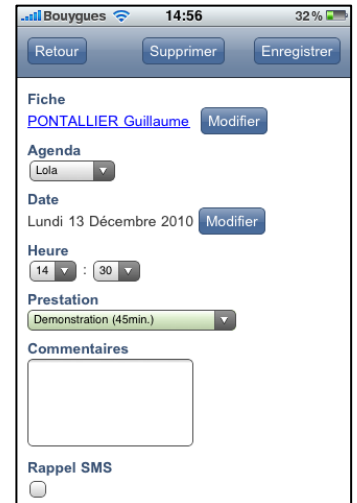 Bouygues 14:56 32 %
Retour Supprimer Enregistrer
Fiche
PONTALLIER Guillaume Modifier
Agenda
Lola
Date
Lundi 13 Décembre 2010 Modifier
Heure
14 : 30
Prestation
Demonstration (45min.)
Commentaires
Rappel SMS